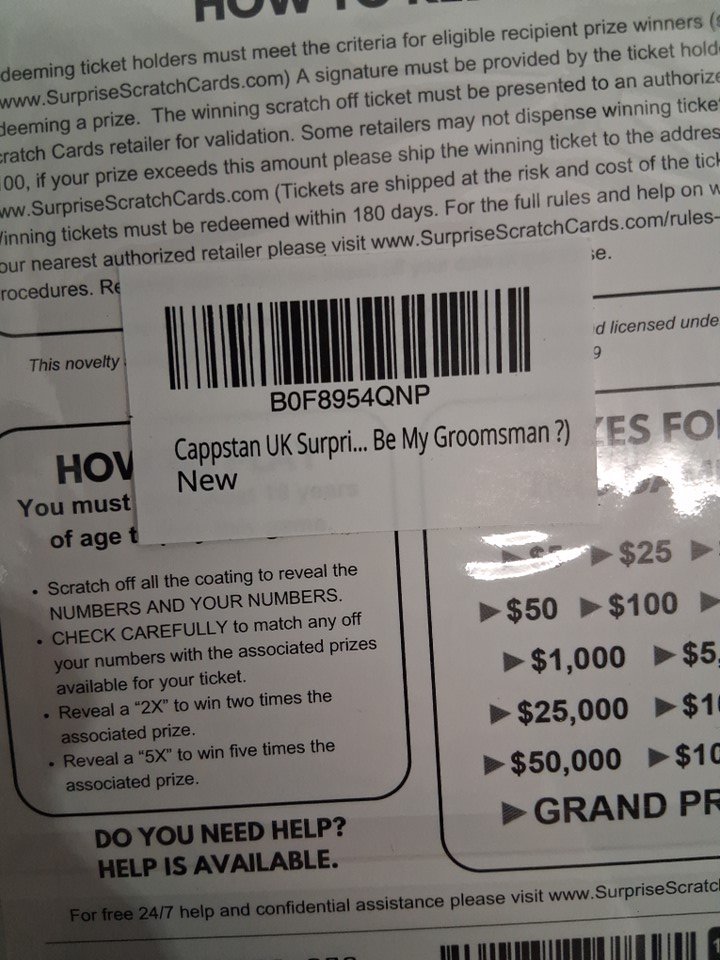 HOW TO
deeming ticket holders must meet the criteria for eligible recipient prize winners
www.SurpriseScratchCards.com) A signature must be provided by the ticket hold
deeming a prize. The winning scratch off ticket must be presented to an authorize
cratch Cards retailer for validation. Some retailers may not dispense winning ticke
00, if your prize exceeds this amount please ship the winning ticket to the addres
ww.SurpriseScratchCards.com (Tickets are shipped at the risk and cost of the tick
Winning tickets must be redeemed within 180 days. For the full rules and help on
our nearest authorized retailer please visit www.SurpriseScratchCards.com/rules-
rocedures. Re se.
This novelty d licensed unde
9
B0F8954QNP
Cappstan UK Surpri... Be My Groomsman ?)
New
HOW
You must
of age t
• Scratch off all the coating to reveal the
NUMBERS AND YOUR NUMBERS.
• CHECK CAREFULLY to match any off
your numbers with the associated prizes
available for your ticket.
• Reveal a “2X” to win two times the
associated prize.
• Reveal a “5X” to win five times the
associated prize.
DO YOU NEED HELP?
HELP IS AVAILABLE.
ZES FO
$5 ▶$25 ▶
▶$50 ▶$100 ▶
▶$1,000 ▶$5,
▶$25,000 ▶$1
▶$50,000 ▶$10
▶GRAND PR
For free 24/7 help and confidential assistance please visit www.SurpriseScratc